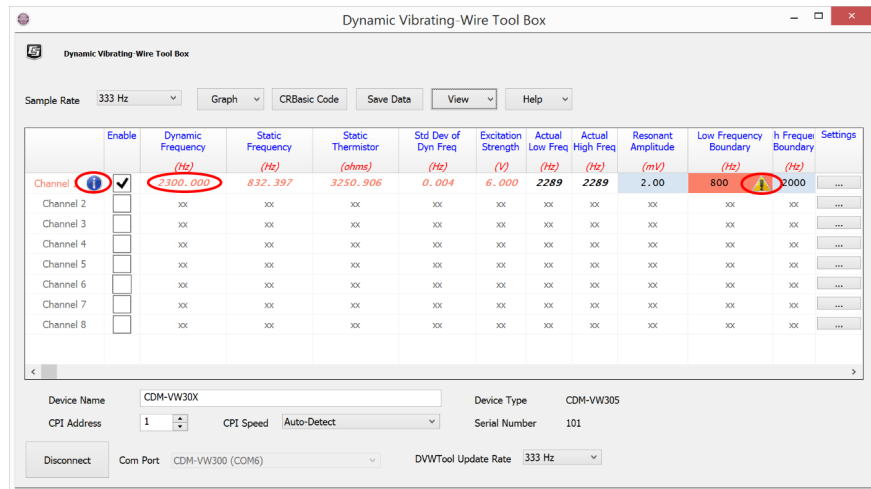 Dynamic Vibrating-Wire Tool Box
Dynamic Vibrating-Wire Tool Box
Sample Rate 333 Hz Graph CRBasic Code Save Data View Help
Enable Dynamic Static Static Std Dev of Excitation Actual Actual Resonant Low Frequency h Frequen Settings
Frequency Frequency Thermistor Dyn Freq Strength Low Freq High Freq Amplitude Boundary Boundary
(Hz) (Hz) (ohms) (Hz) (V) (Hz) (Hz) (mV) (Hz) (Hz)
Channel 2300.000 832.397 3250.906 0.004 6.000 2289 2289 2.00 800 2000 ...
Channel 2 xx xx xx xx xx xx xx xx xx xx ...
Channel 3 xx xx xx xx xx xx xx xx xx xx ...
Channel 4 xx xx xx xx xx xx xx xx xx xx ...
Channel 5 xx xx xx xx xx xx xx xx xx xx ...
Channel 6 xx xx xx xx xx xx xx xx xx xx ...
Channel 7 xx xx xx xx xx xx xx xx xx xx ...
Channel 8 xx xx xx xx xx xx xx xx xx xx ...
Device Name CDM-VW30X Device Type CDM-VW305
CPI Address 1 CPI Speed Auto-Detect Serial Number 101
Disconnect Com Port CDM-VW300 (COM6) DVWTool Update Rate 333 Hz